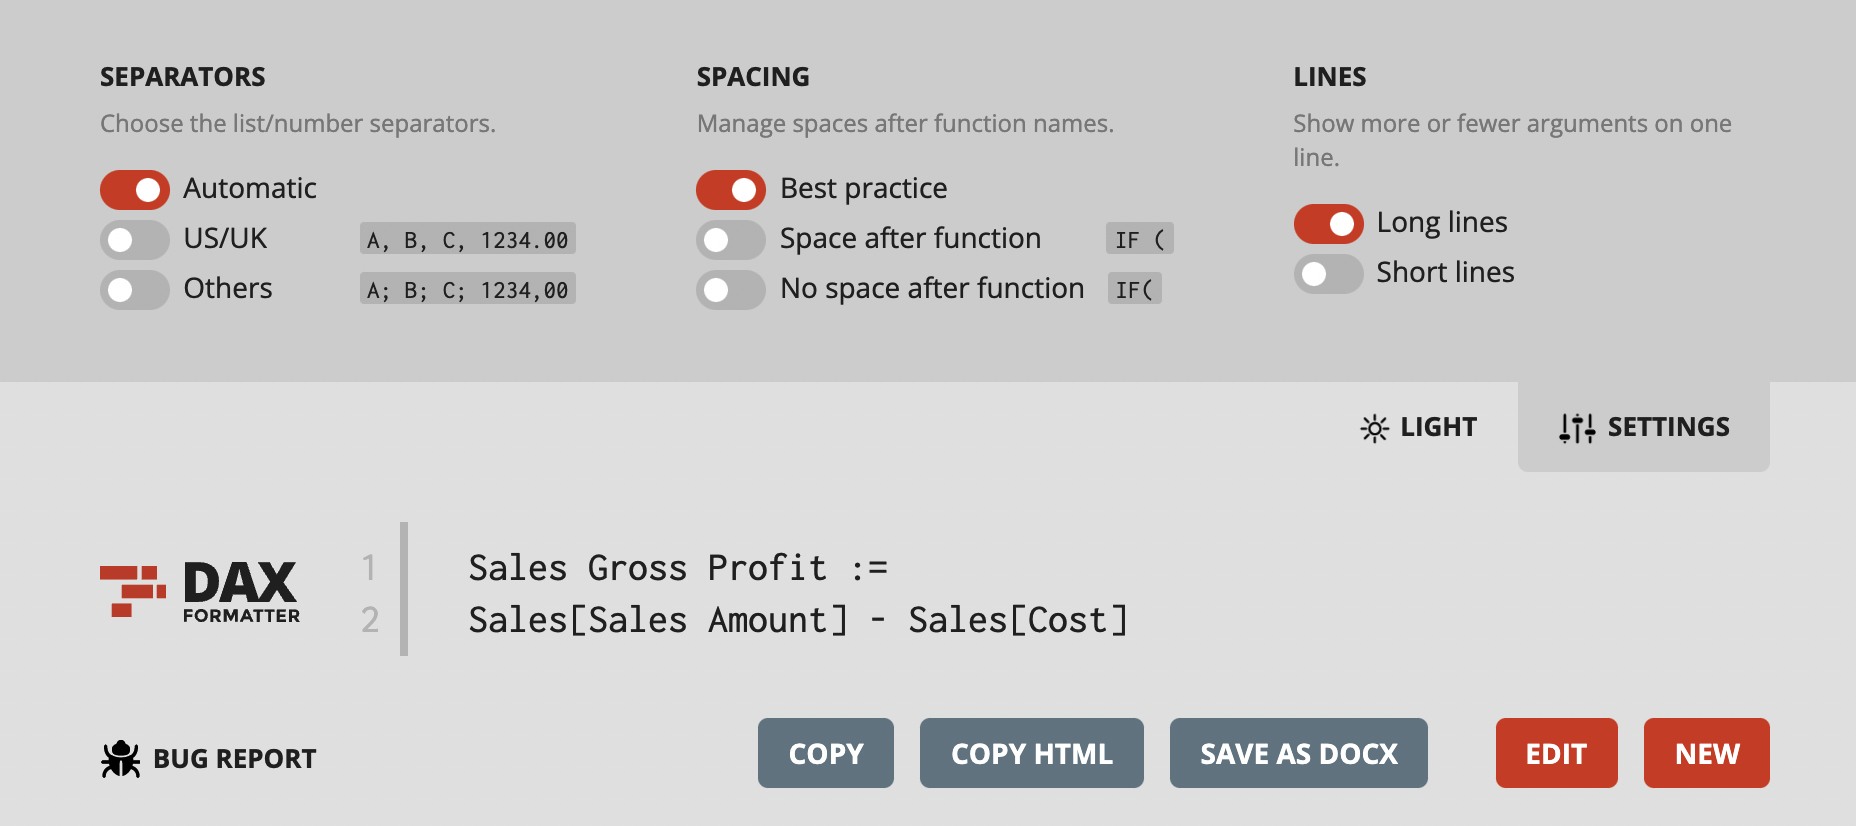 SEPARATORS
Choose the list/number separators.
Automatic
US/UK A, B, C, 1234.00
Others A; B; C; 1234,00
SPACING
Manage spaces after function names.
Best practice
Space after function IF (
No space after function IF(
LINES
Show more or fewer arguments on one
line.
Long lines
Short lines
LIGHT
SETTINGS
DAX
FORMATTER
1 Sales Gross Profit :=
2 Sales[Sales Amount] - Sales[Cost]
BUG REPORT
COPY
COPY HTML
SAVE AS DOCX
EDIT
NEW